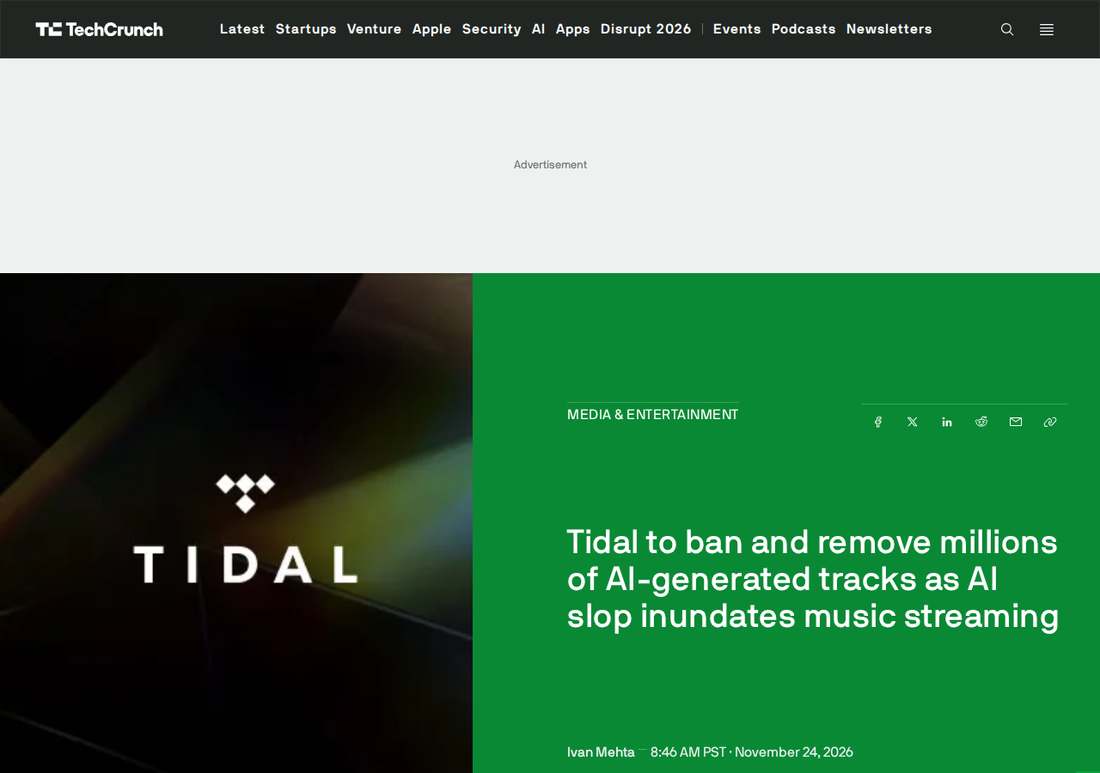 TechCrunch
Latest Startups Venture Apple Security AI Apps Disrupt 2026 Events Podcasts Newsletters
Advertisement
TIDAL
MEDIA & ENTERTAINMENT
Tidal to ban and remove millions
of AI-generated tracks as AI
slop inundates music streaming
Ivan Mehta — 8:46 AM PST · November 24, 2026